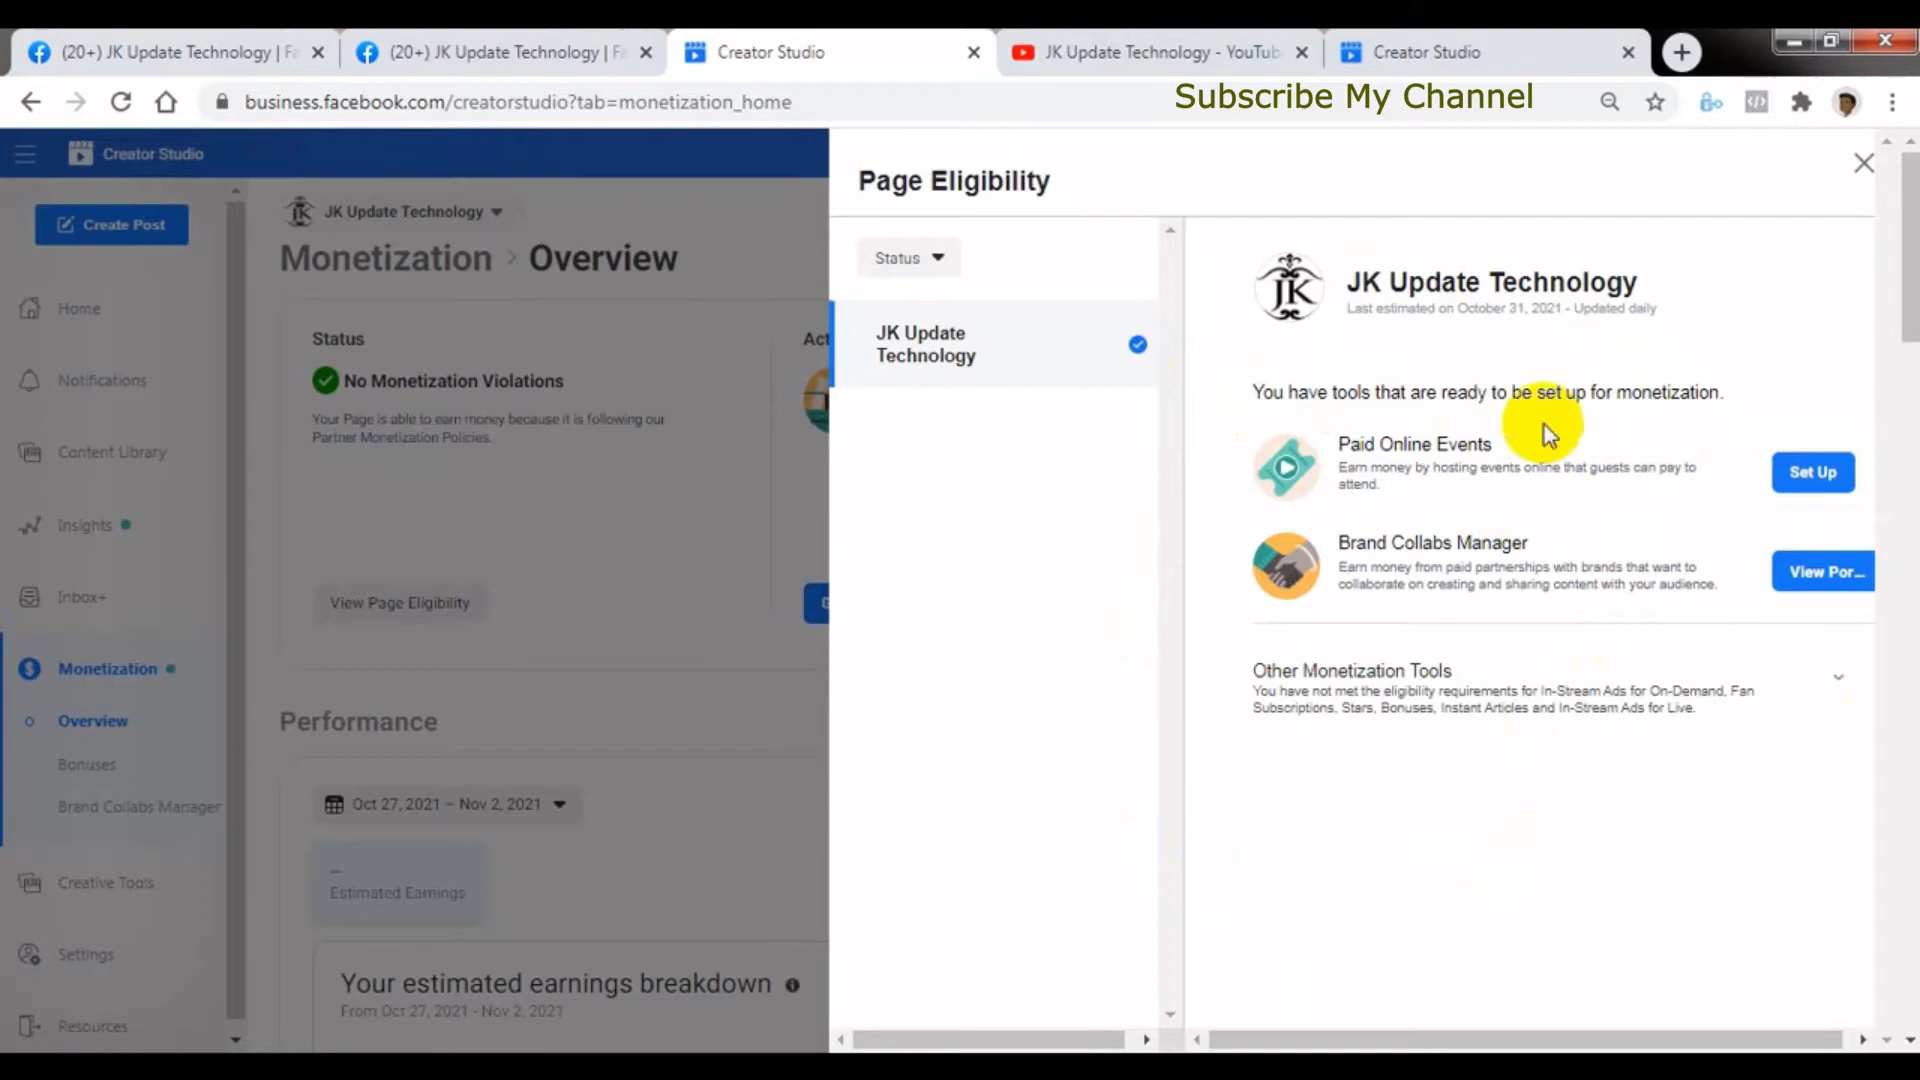 (20+) JK Update Technology | Fa
(20+) JK Update Technology | Fa
Creator Studio
JK Update Technology - YouTub
Creator Studio
business.facebook.com/creatorstudio?tab=monetization_home
Subscribe My Channel
Creator Studio
Create Post
Home
Notifications
Content Library
Insights
Inbox+
Monetization
Overview
Bonuses
Brand Collabs Manager
Creative Tools
Settings
Resources
JK Update Technology
Monetization > Overview
Status
No Monetization Violations
Your Page is able to earn money because it is following our
Partner Monetization Policies.
View Page Eligibility
Act
Performance
Oct 27, 2021 – Nov 2, 2021
--
Estimated Earnings
Your estimated earnings breakdown
From Oct 27, 2021 - Nov 2, 2021
Page Eligibility
Status
JK Update
Technology
JK
JK Update Technology
Last estimated on October 31, 2021 - Updated daily
You have tools that are ready to be set up for monetization.
Paid Online Events
Earn money by hosting events online that guests can pay to
attend.
Set Up
Brand Collabs Manager
Earn money from paid partnerships with brands that want to
collaborate on creating and sharing content with your audience.
View Por...
Other Monetization Tools
You have not met the eligibility requirements for In-Stream Ads for On-Demand, Fan
Subscriptions, Stars, Bonuses, Instant Articles and In-Stream Ads for Live.